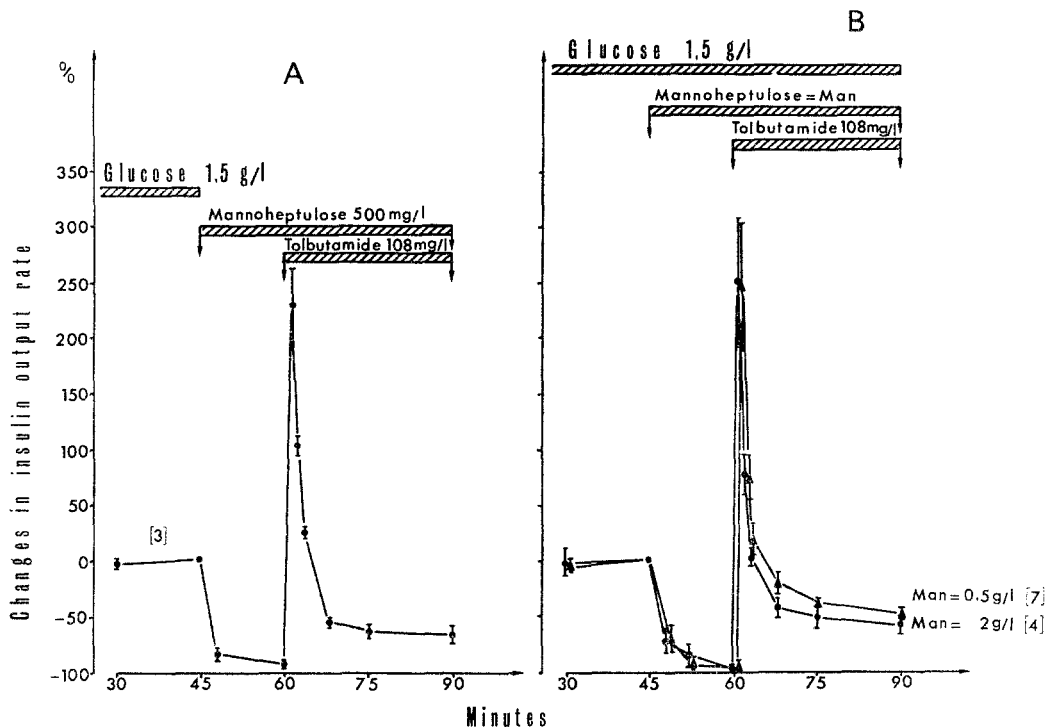 A
%
Glucose 1,5 g/l
Mannoheptulose 500 mg/l
Tolbutamide 108mg/l
350
300
250
200
150
100
50
0
-50
-100
[3]
30 45 60 75 90
Changes in insulin output rate
B
Glucose 1,5 g/l
Mannoheptulose = Man
Tolbutamide 108mg/l
Man= 0.5g/l [7]
Man= 2g/l [4]
30 45 60 75 90
Minutes